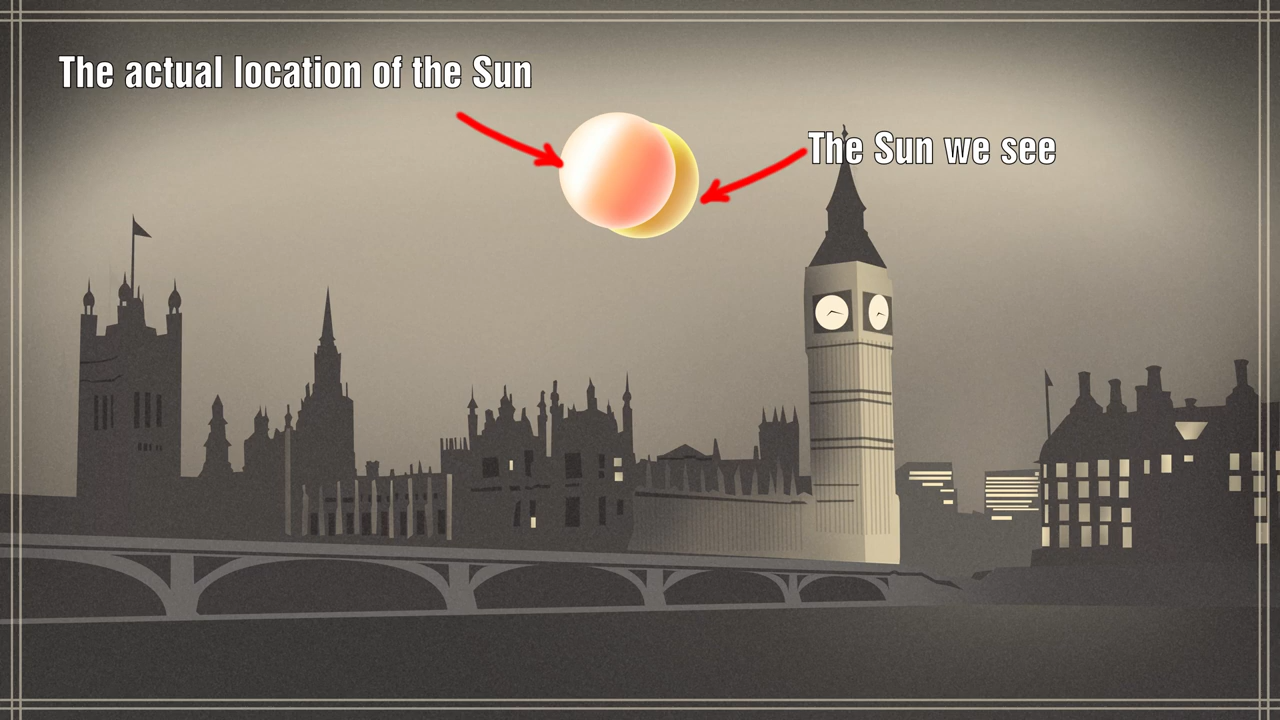 The actual location of the Sun
The Sun we see